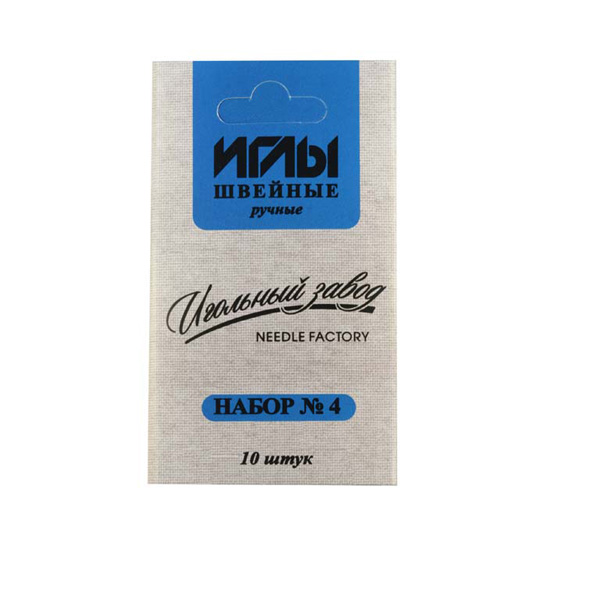 ИГЛЫ
ШВЕЙНЫЕ
ручные
Игольный завод
NEEDLE FACTORY
НАБОР № 4
10 штук